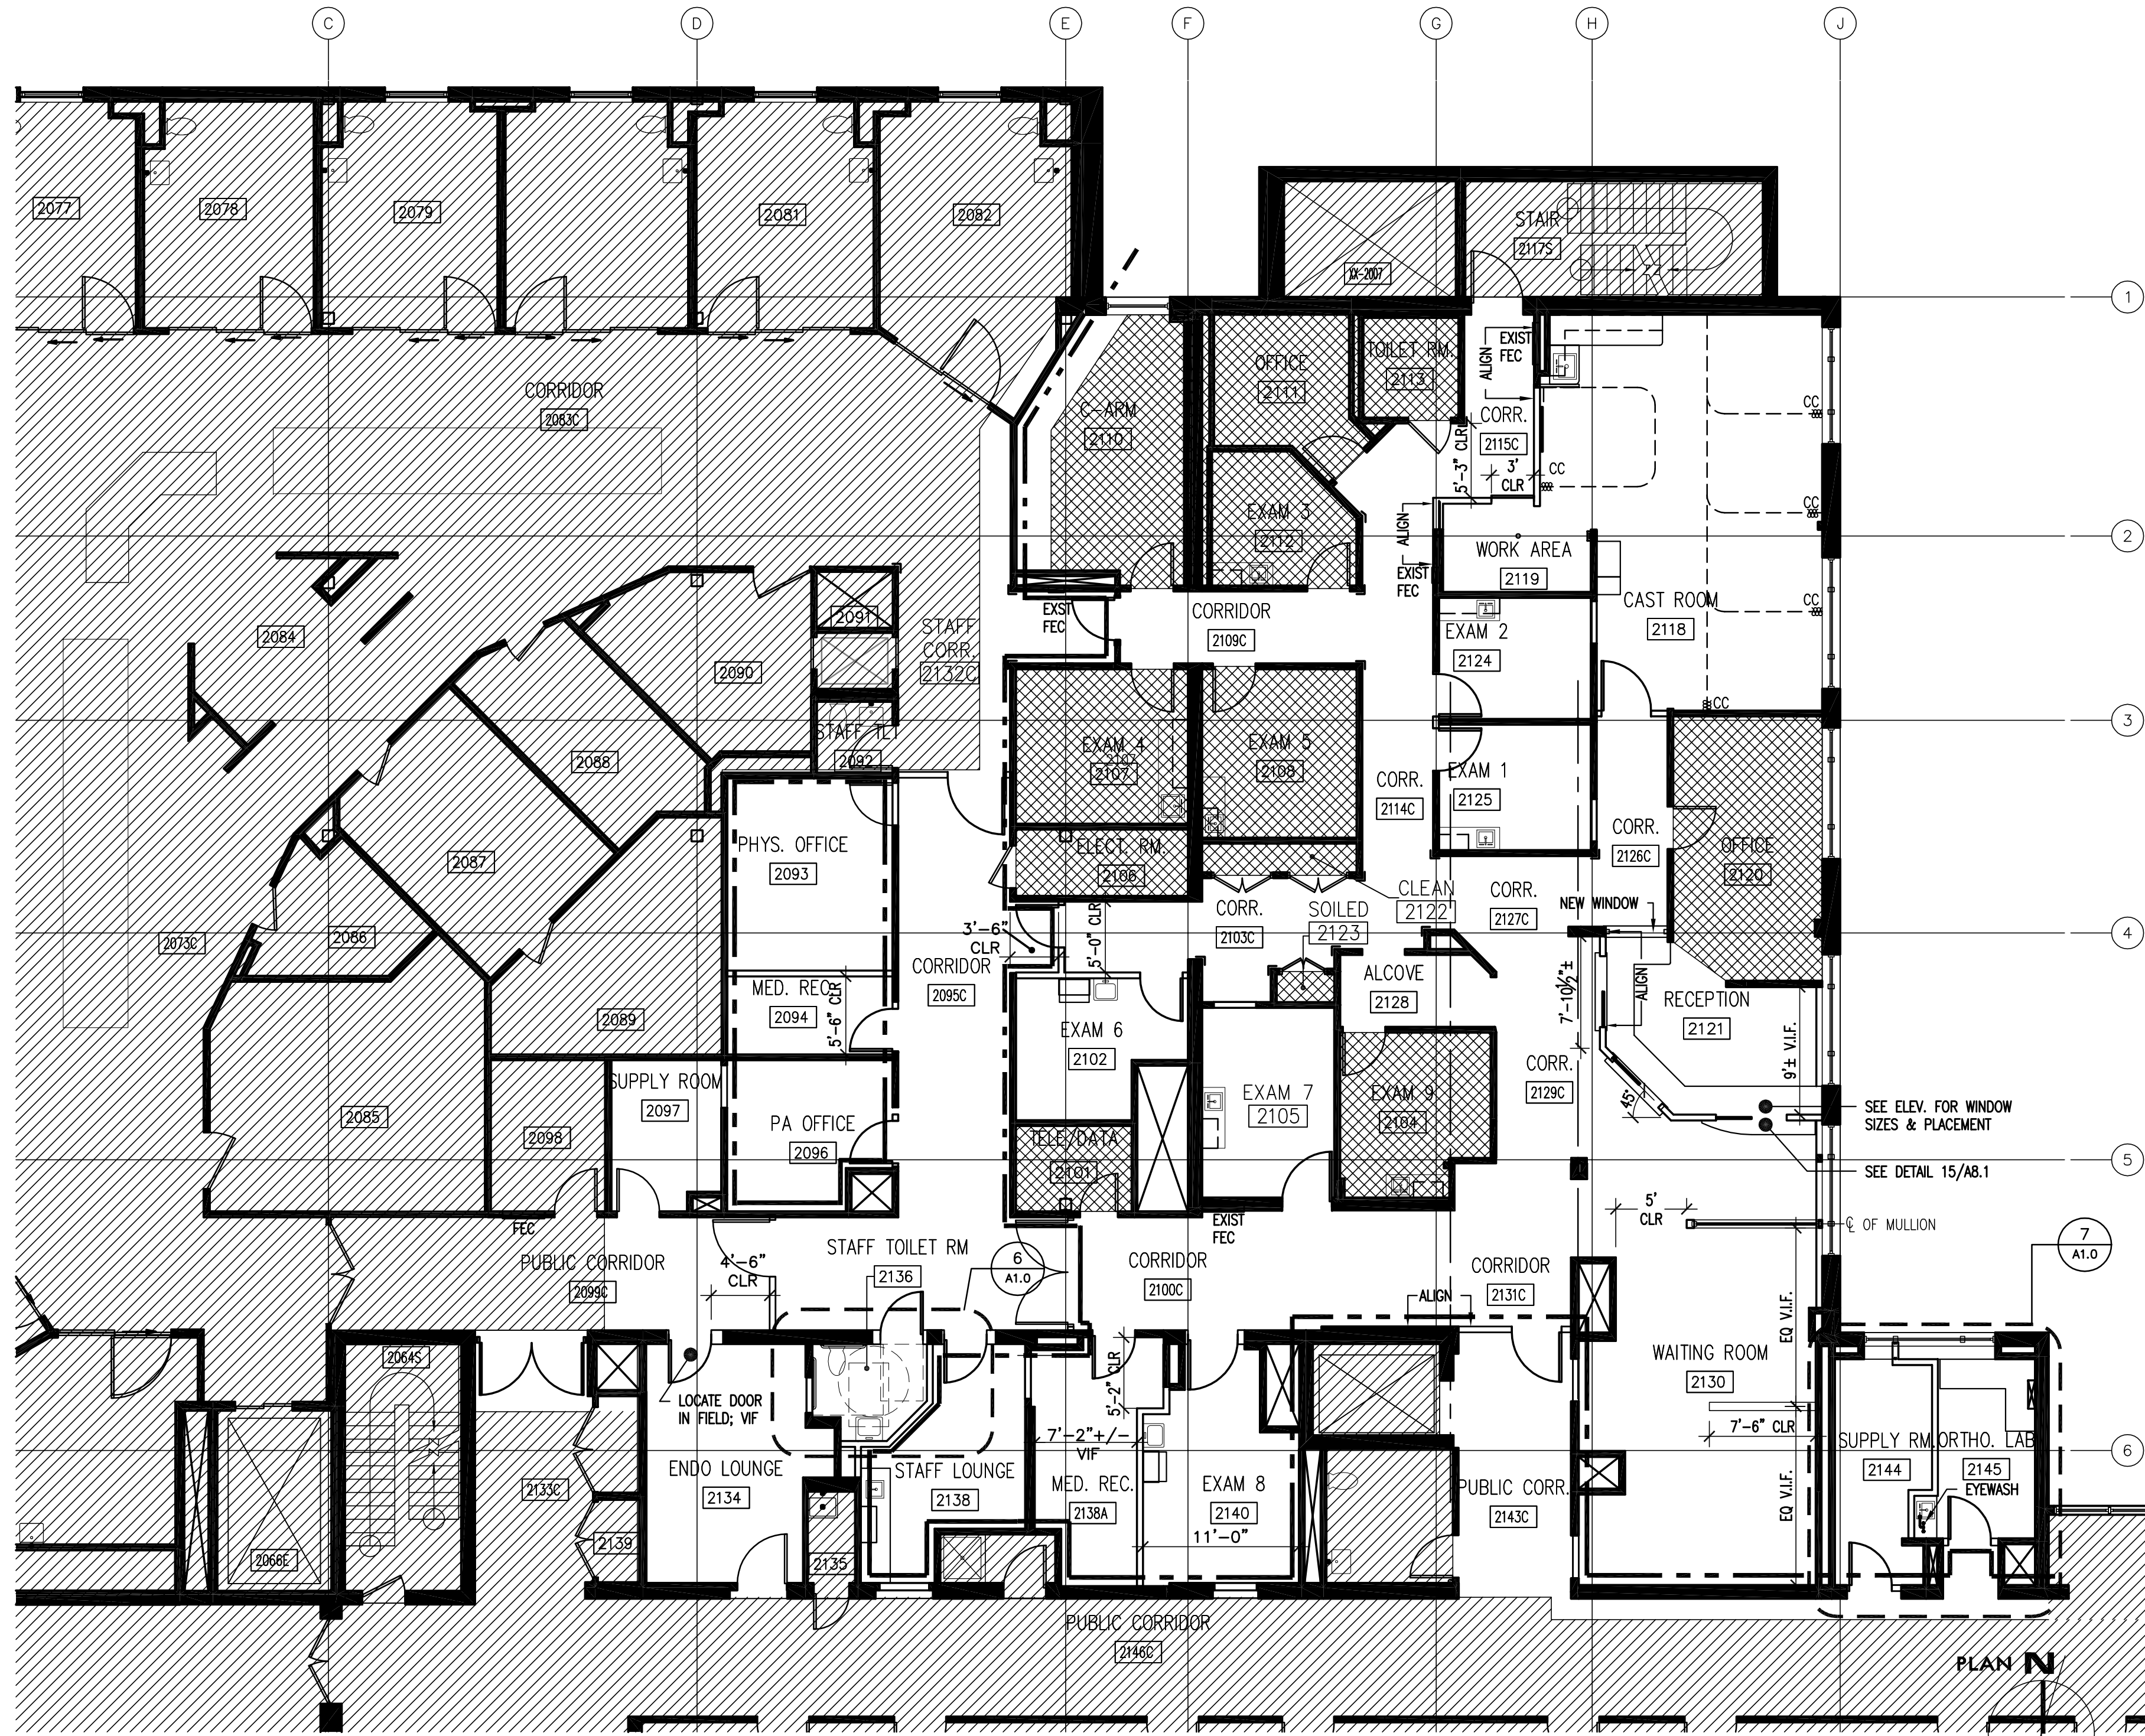 C
D
E
F
G
H
J
2077
2078
2079
2081
2082
XX-2007
STAIR
2117S
1
CORRIDOR
2083C
C-ARM
2110
OFFICE
2111
TOILET RM.
2113
ALIGN
EXIST
FEC
CORR.
2115C
5'-3" CLR
3'
CLR
CC
CC
CC
CC
CC
EXAM 3
2112
ALIGN
EXIST
FEC
WORK AREA
2119
2
2084
2091
STAFF
CORR.
2132C
EXST
FEC
CORRIDOR
2109C
EXAM 2
2124
CAST ROOM
2118
2090
STAFF TLT
2092
3
2088
EXAM 4
2107
2107
EXAM 5
2108
CORR.
2114C
EXAM 1
2125
CORR.
2126C
OFFICE
2120
PHYS. OFFICE
2093
2087
ELECT. RM.
2106
CLEAN
2122
CORR.
2127C
NEW WINDOW
2073C
2086
3'-6"
CLR
5'-0" CLR
CORR.
2103C
SOILED
2123
4
CORRIDOR
2095C
MED. REC.
2094
5'-6" CLR
ALCOVE
2128
7'-10 1/2"±
ALIGN
RECEPTION
2121
9'± V.I.F.
2089
EXAM 6
2102
SUPPLY ROOM
2097
2085
2098
PA OFFICE
2096
EXAM 7
2105
EXAM 9
2104
CORR.
2129C
45°
SEE ELEV. FOR WINDOW
SIZES & PLACEMENT
TELE/DATA
2101
5
SEE DETAIL 15/A8.1
FEC
EXIST
FEC
5'
CLR
℄ OF MULLION
7
A1.0
PUBLIC CORRIDOR
2099C
4'-6"
CLR
STAFF TOILET RM
2136
6
A1.0
CORRIDOR
2100C
CORRIDOR
2131C
ALIGN
EQ V.I.F.
2064S
LOCATE DOOR
IN FIELD; VIF
5'-2" CLR
WAITING ROOM
2130
7'-6" CLR
7'-2"+/-
VIF
SUPPLY RM.
2144
ORTHO. LAB
2145
EYEWASH
6
ENDO LOUNGE
2134
STAFF LOUNGE
2138
MED. REC.
2138A
EXAM 8
2140
11'-0"
PUBLIC CORR.
2143C
EQ V.I.F.
2133C
2139
2135
2066E
PUBLIC CORRIDOR
2146C
PLAN N